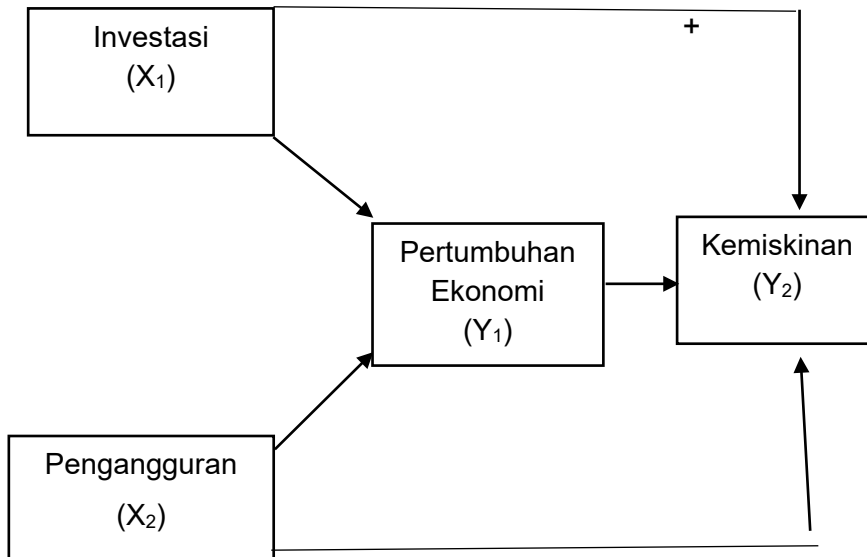 Investasi
(X₁)
+
Pertumbuhan
Ekonomi
(Y₁)
Kemiskinan
(Y₂)
Pengangguran
(X₂)